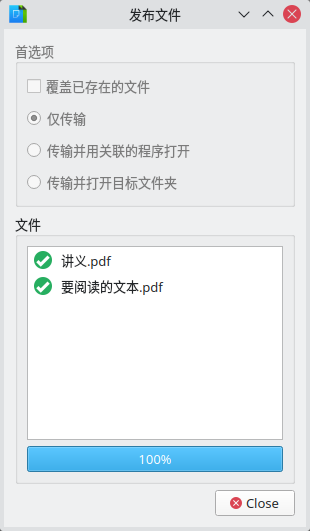 发布文件
首选项
覆盖已存在的文件
仅传输
传输并用关联的程序打开
传输并打开目标文件夹
文件
讲义.pdf
要阅读的文本.pdf
100%
Close